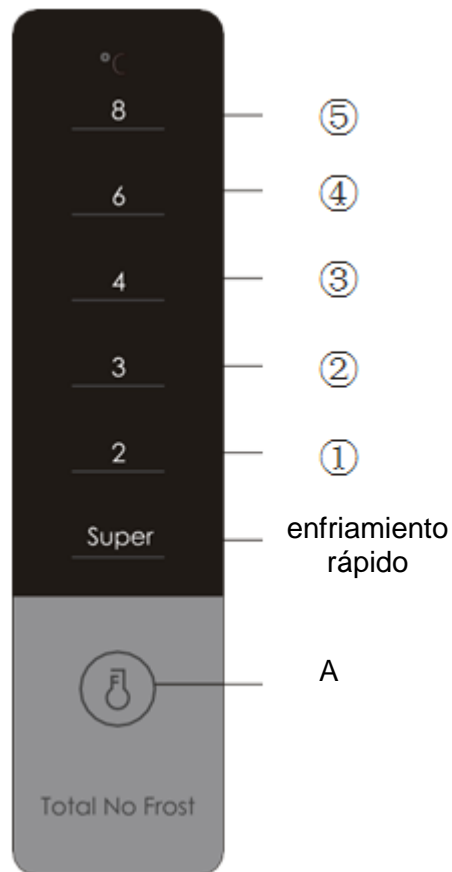 °C
8 ⑤
6 ④
4 ③
3 ②
2 ①
Super enfriamiento
rápido
F A
Total No Frost